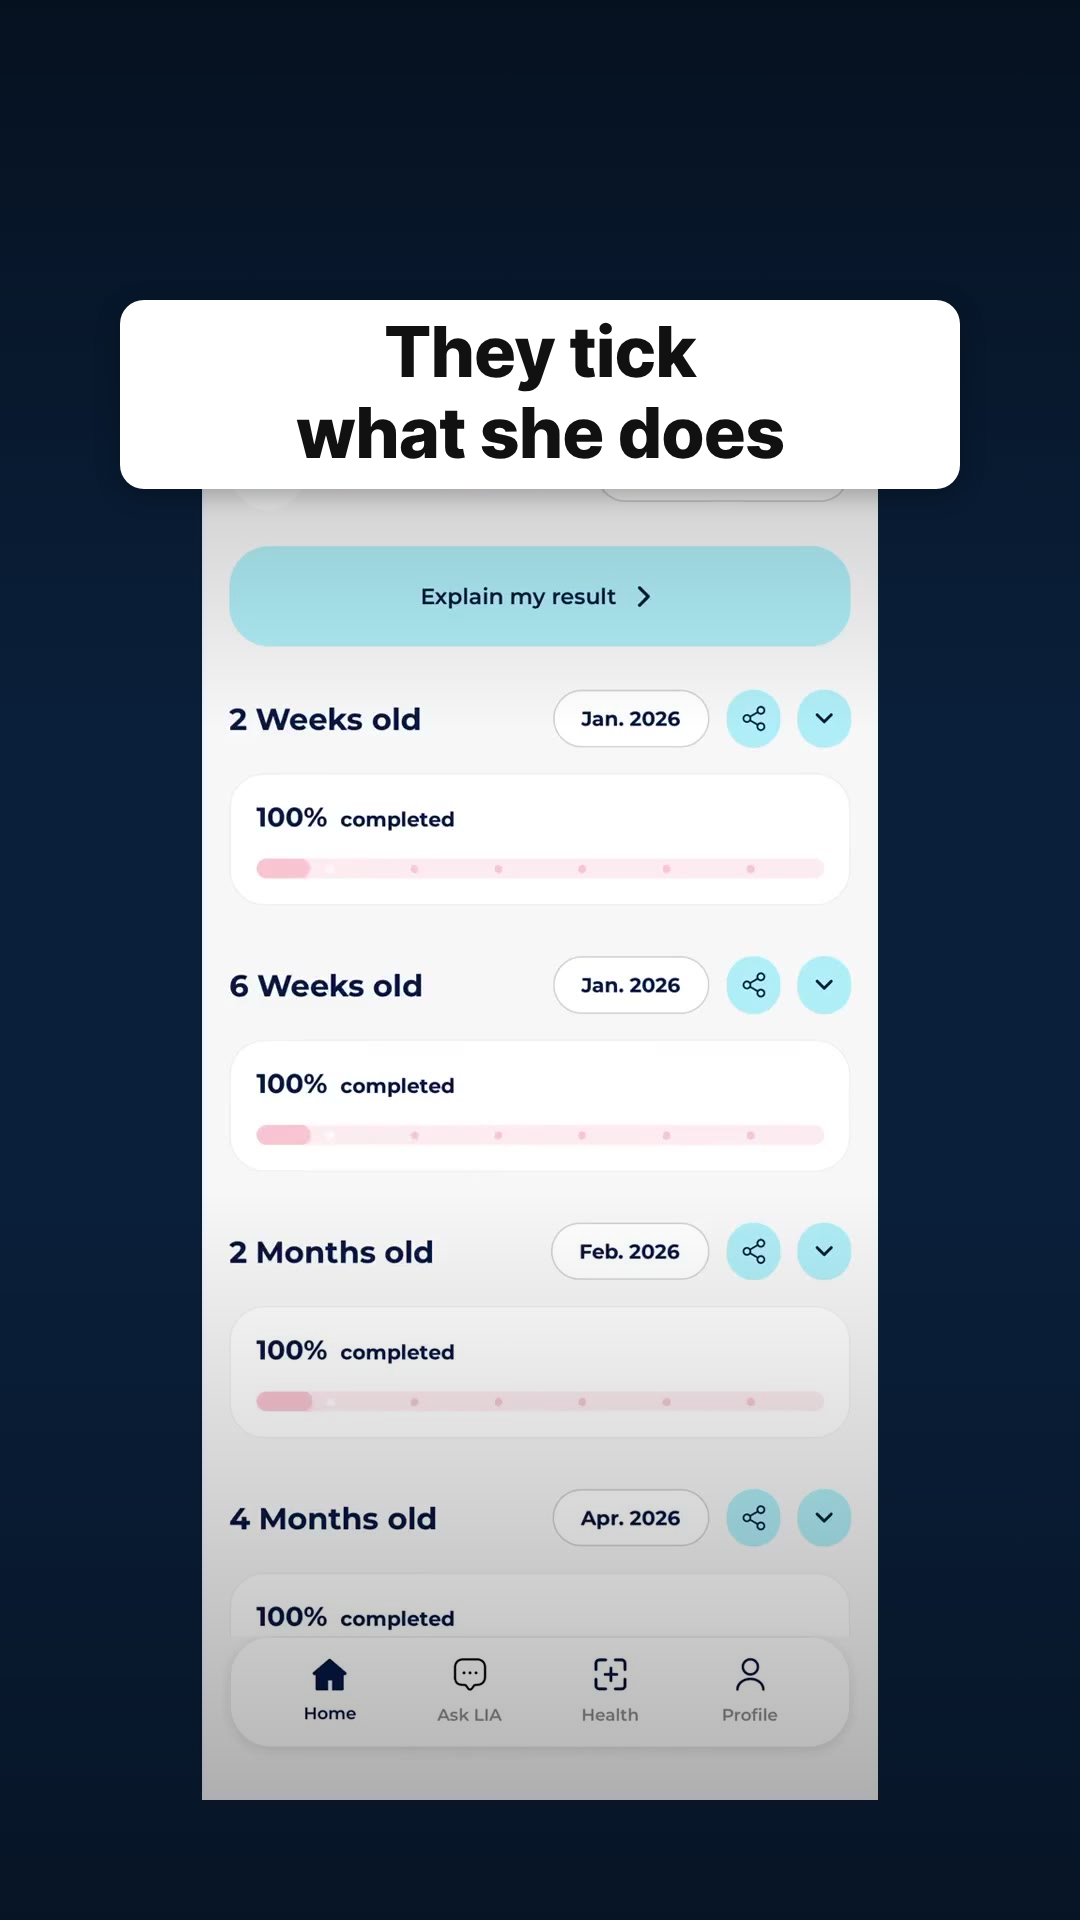 They tick
what she does
Explain my result
2 Weeks old
Jan. 2026
100% completed
6 Weeks old
Jan. 2026
100% completed
2 Months old
Feb. 2026
100% completed
4 Months old
Apr. 2026
100% completed
Home
Ask LIA
Health
Profile